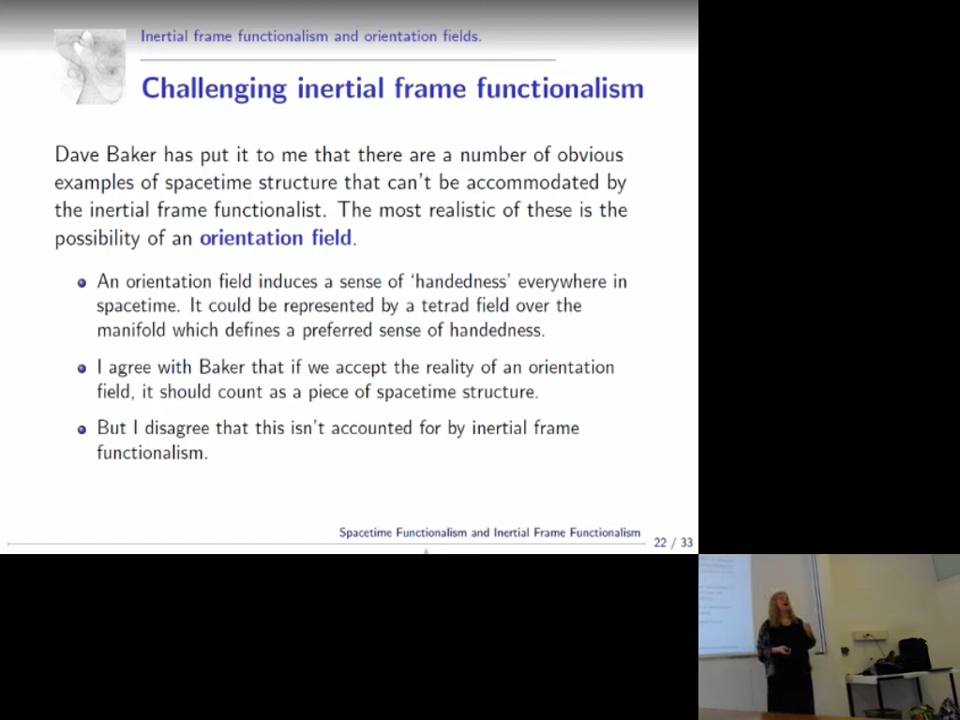 Inertial frame functionalism and orientation fields.
Challenging inertial frame functionalism
Dave Baker has put it to me that there are a number of obvious
examples of spacetime structure that can't be accommodated by
the inertial frame functionalist. The most realistic of these is the
possibility of an orientation field.
An orientation field induces a sense of ‘handedness’ everywhere in
spacetime. It could be represented by a tetrad field over the
manifold which defines a preferred sense of handedness.
I agree with Baker that if we accept the reality of an orientation
field, it should count as a piece of spacetime structure.
But I disagree that this isn't accounted for by inertial frame
functionalism.
Spacetime Functionalism and Inertial Frame Functionalism
22 / 33